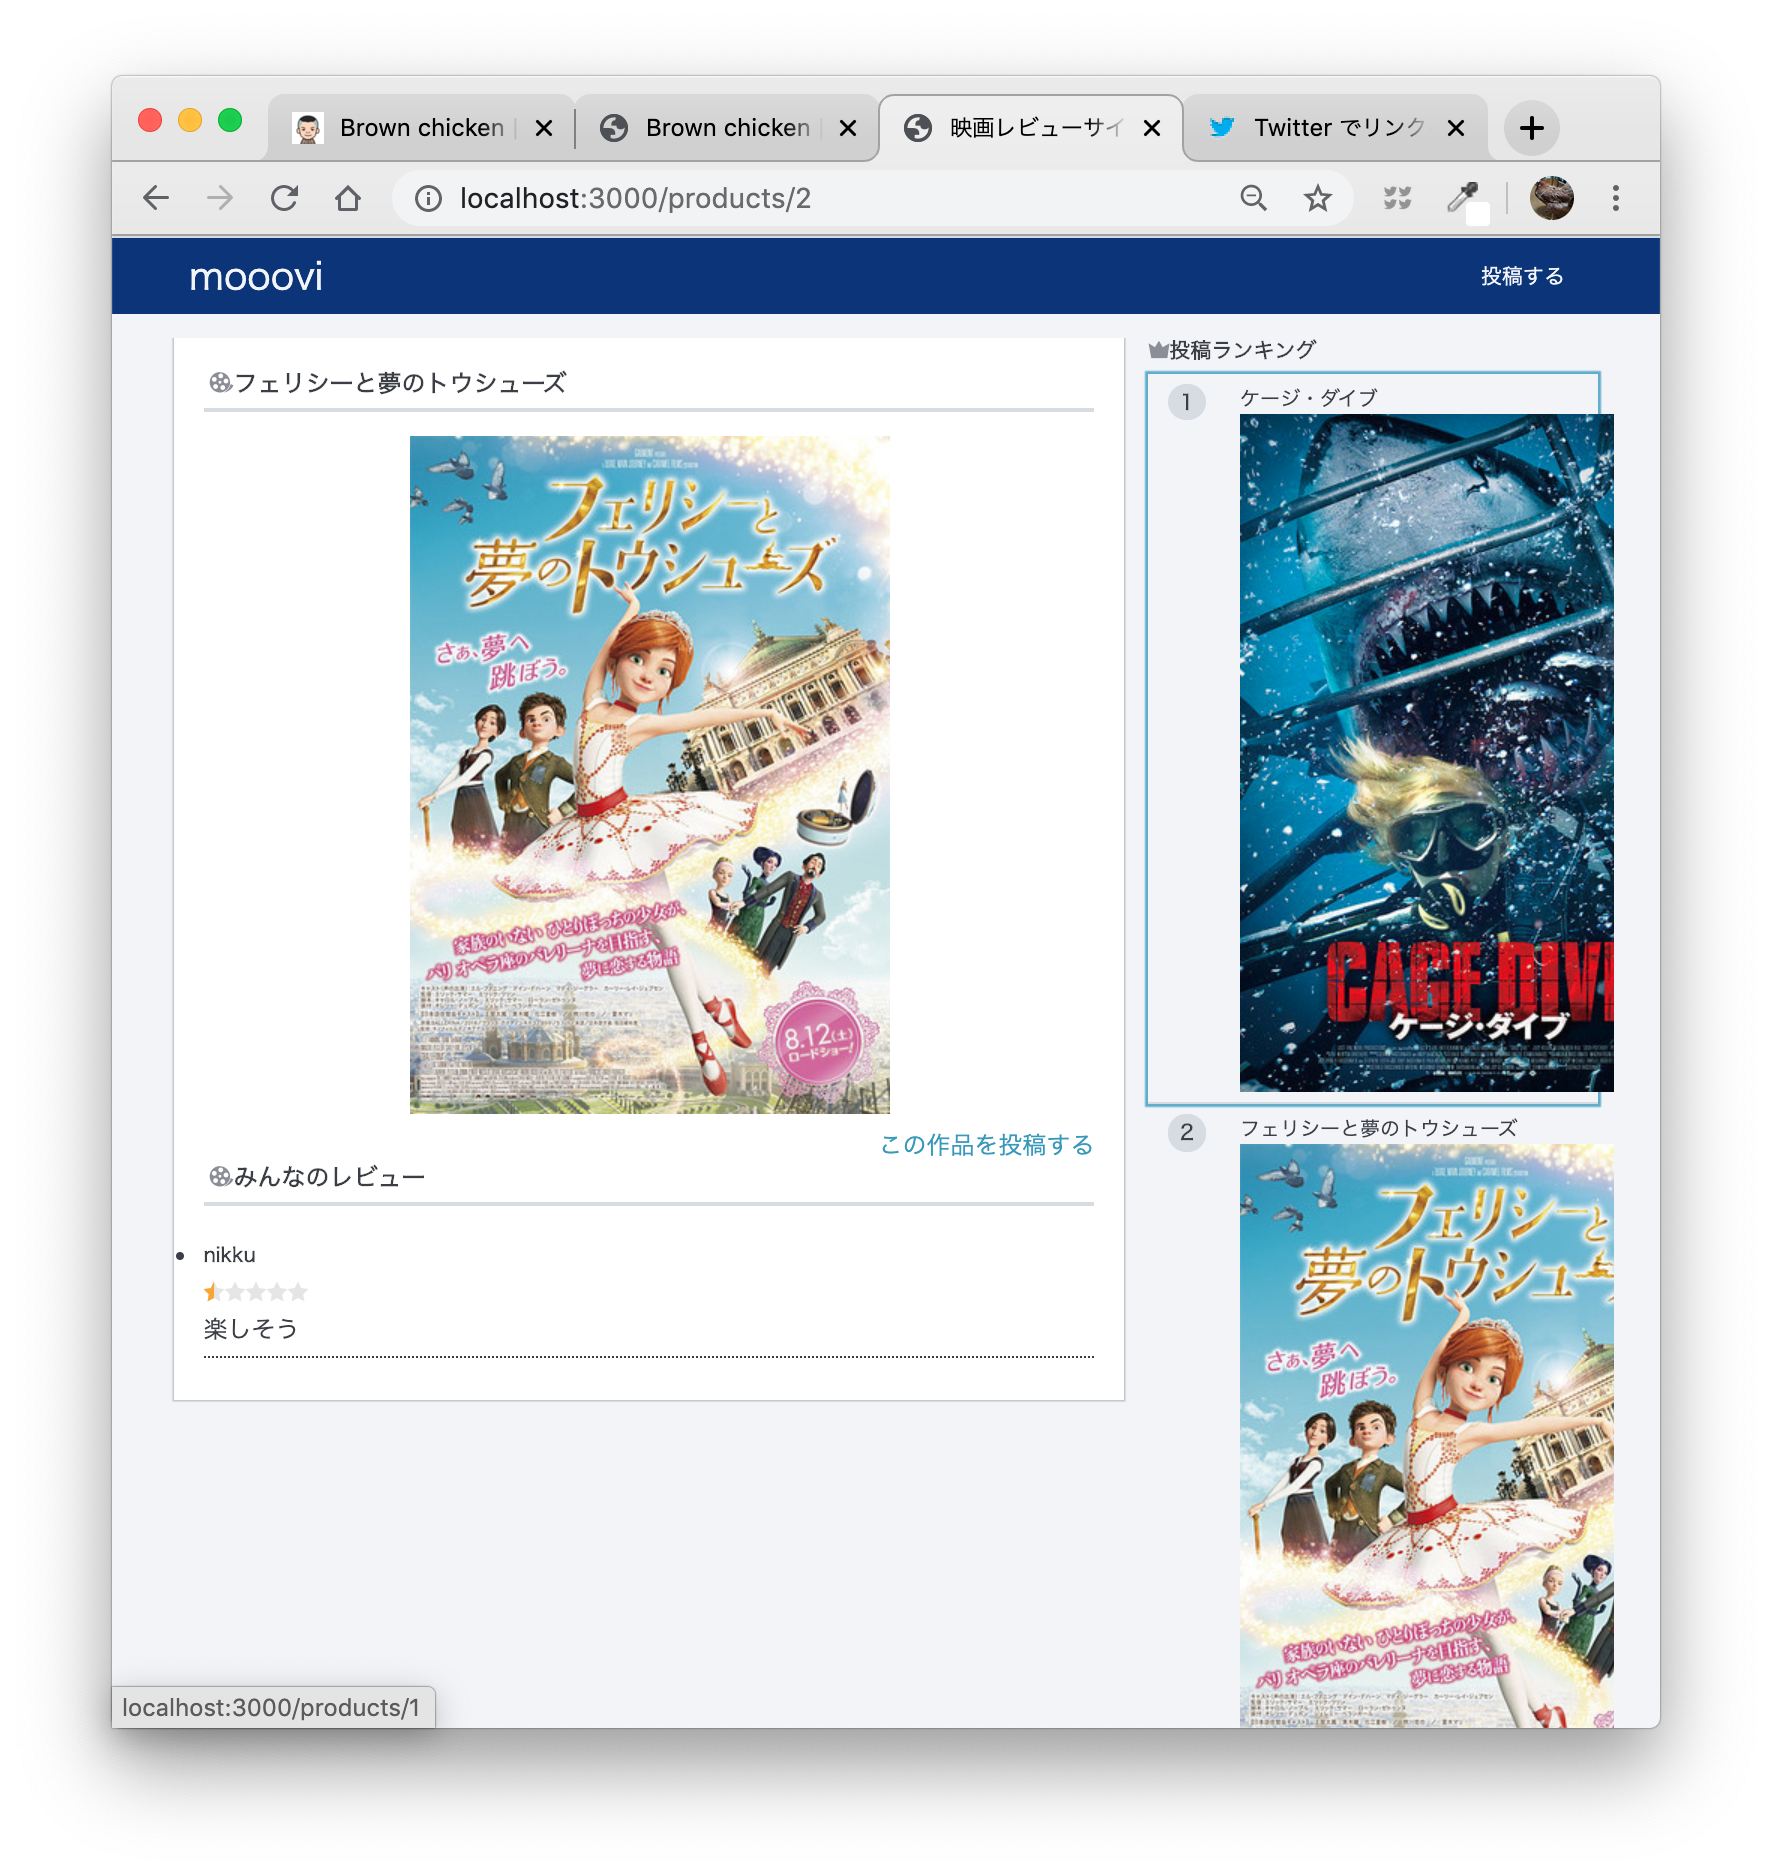 Brown chicken
Brown chicken
映画レビューサイ
Twitter でリンク
localhost:3000/products/2
mooovi
投稿する
フェリシーと夢のトウシューズ
フェリシーと
夢のトウシューズ
さぁ、夢へ
跳ぼう。
家族のいない ひとりぼっちの少女が、
パリ オペラ座のバレリーナを目指す、
夢に恋する物語
8.12(土)
ロードショー!
この作品を投稿する
みんなのレビュー
nikku
楽しそう
投稿ランキング
1
ケージ・ダイブ
CAGE DIV
ケージ・ダイブ
2
フェリシーと夢のトウシューズ
フェリシーと
夢のトウシュー
さぁ、夢へ
跳ぼう。
家族のいない ひとりぼっちの少女が、
パリ オペラ座のバレリーナを目指す、
夢に恋する物語
localhost:3000/products/1